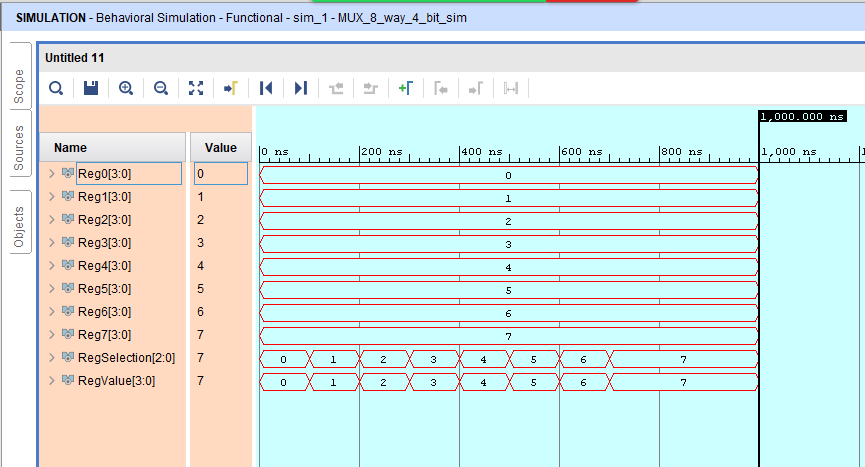 SIMULATION - Behavioral Simulation - Functional - sim_1 - MUX_8_way_4_bit_sim
Untitled 11
Scope
Sources
Objects
1,000.000 ns
Name Value 0 ns 200 ns 400 ns 600 ns 800 ns 1,000 ns 1
Reg0[3:0] 0 0
Reg1[3:0] 1 1
Reg2[3:0] 2 2
Reg3[3:0] 3 3
Reg4[3:0] 4 4
Reg5[3:0] 5 5
Reg6[3:0] 6 6
Reg7[3:0] 7 7
RegSelection[2:0] 7 0 1 2 3 4 5 6 7
RegValue[3:0] 7 0 1 2 3 4 5 6 7